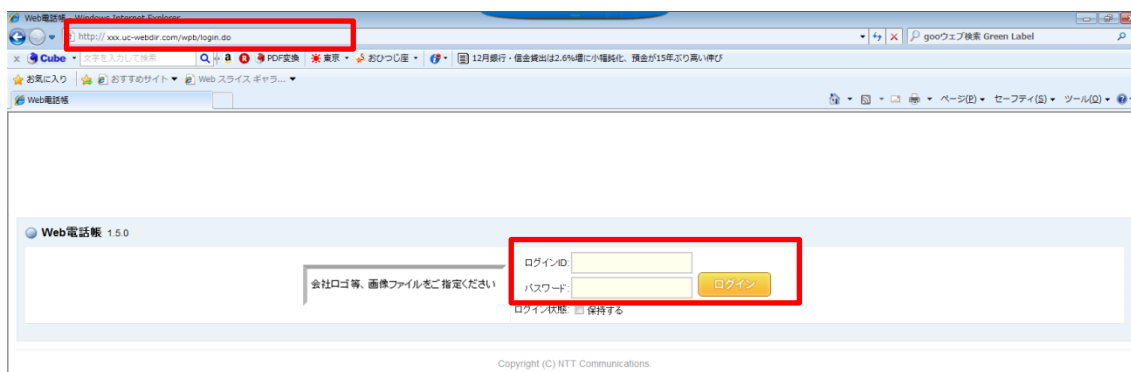 Web電話帳 - Windows Internet Explorer
http://xxx.uc-webdir.com/wpb/login.do
gooウェブ検索 Green Label
x Cube 文字を入力して検索 a PDF変換 東京 おひつじ座 12月銀行・信金貸出は2.6%増に小幅鈍化、預金が15年ぶり高い伸び
お気に入り おすすめサイト Web スライス ギャラ...
Web電話帳 ページ(P) セーフティ(S) ツール(O)
Web電話帳 1.5.0
ログインID:
会社ロゴ等、画像ファイルをご指定ください
パスワード:
ログイン
ログイン状態: 保持する
Copyright (C) NTT Communications.